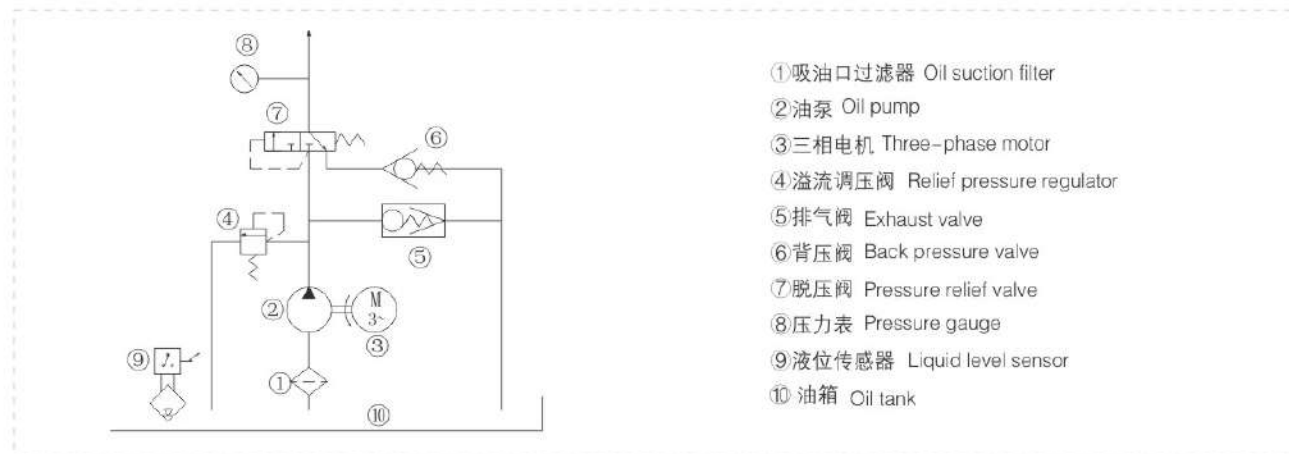 ⑧
⑦
⑥
④
⑤
②
M
3~
③
⑨
①
⑩
①吸油口过滤器 Oil suction filter
②油泵 Oil pump
③三相电机 Three-phase motor
④溢流调压阀 Relief pressure regulator
⑤排气阀 Exhaust valve
⑥背压阀 Back pressure valve
⑦脱压阀 Pressure relief valve
⑧压力表 Pressure gauge
⑨液位传感器 Liquid level sensor
⑩油箱 Oil tank